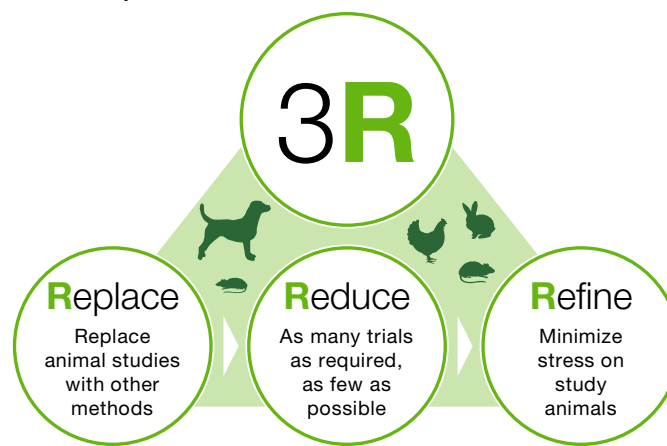 3R
Replace
Replace
animal studies
with other
methods
Reduce
As many trials
as required,
as few as
possible
Refine
Minimize
stress on
study
animals